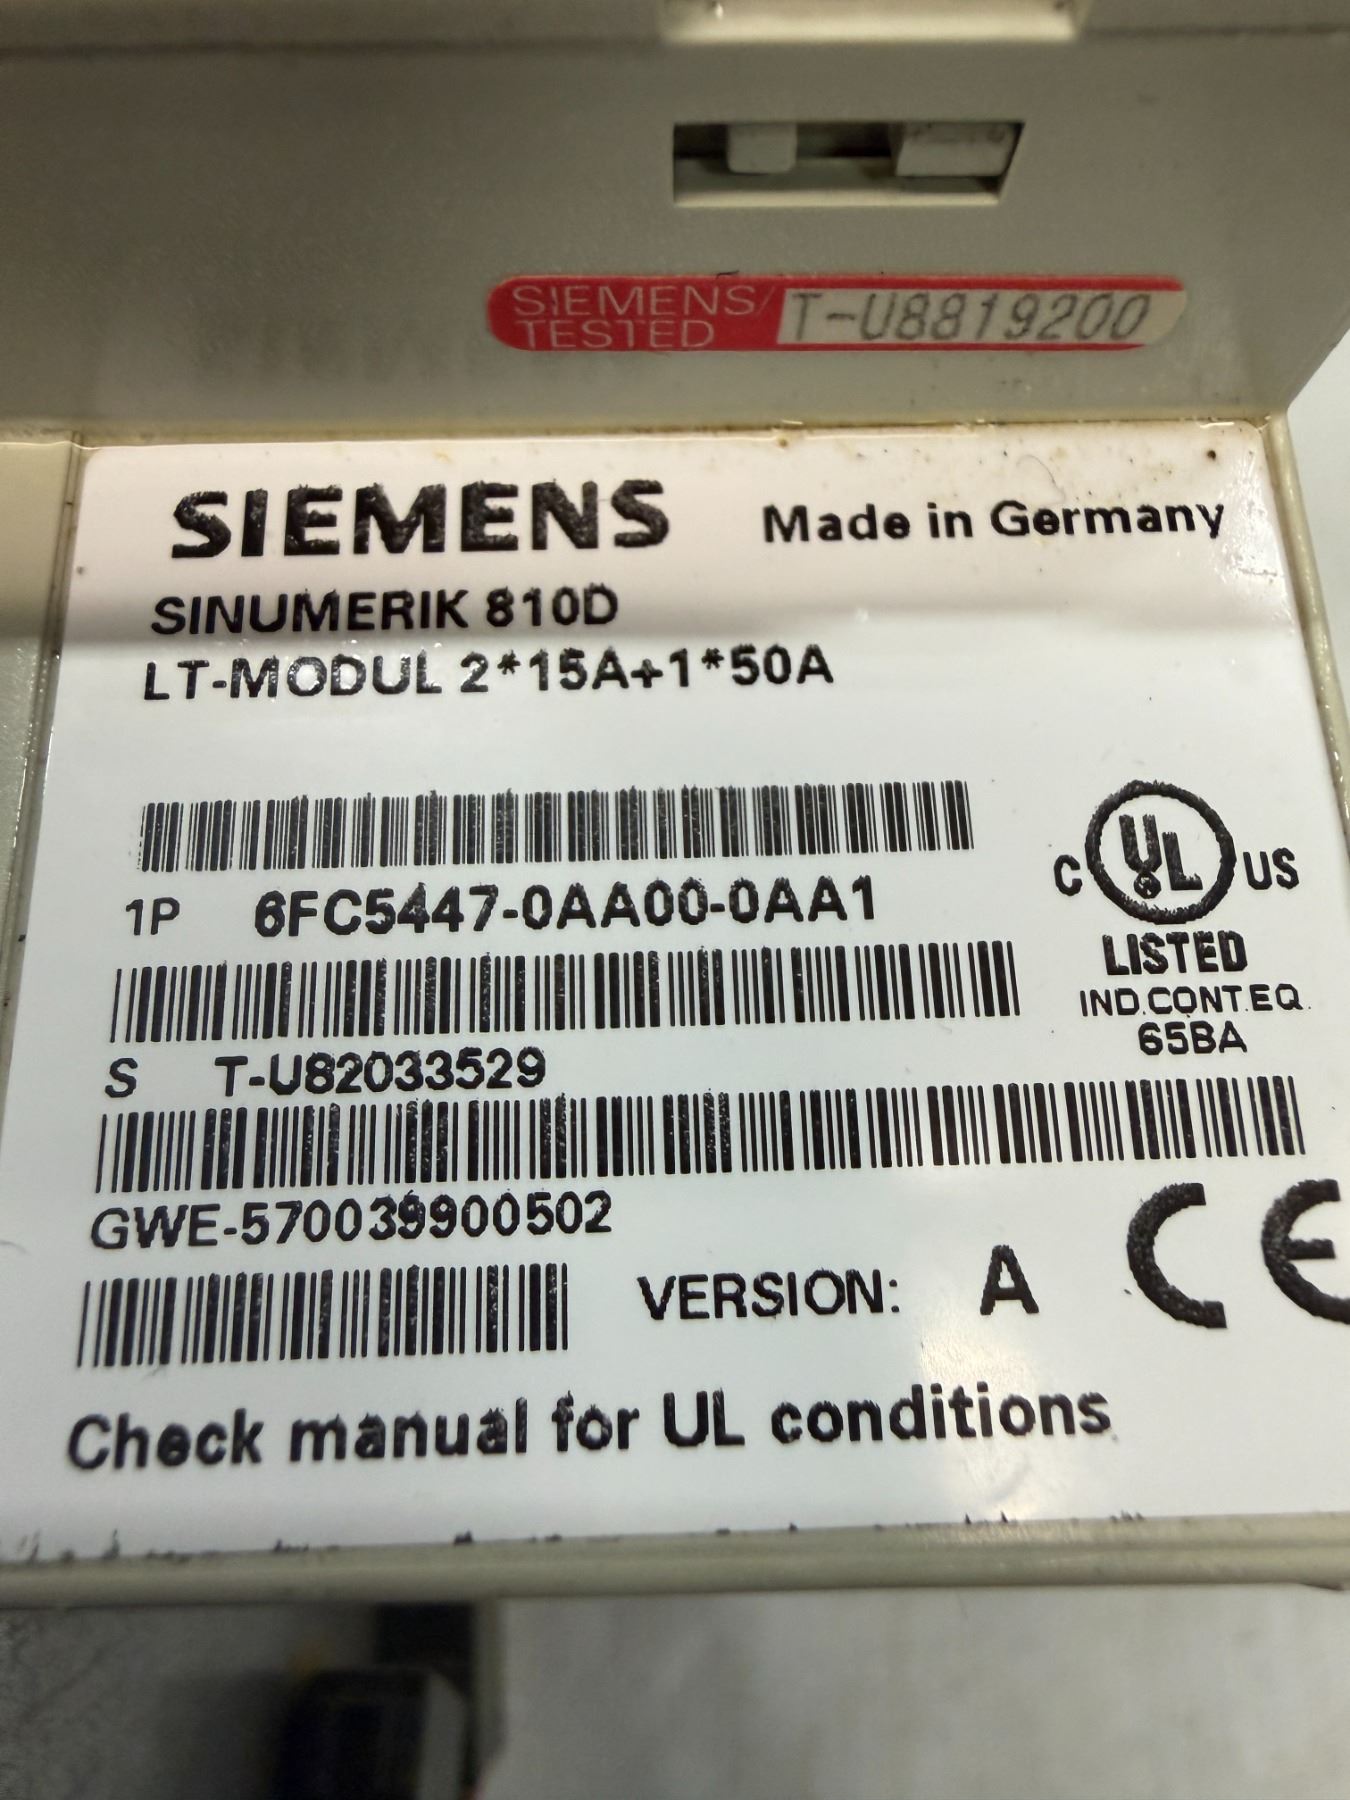 SIEMENS/
TESTED
T-U8819200
SIEMENS
Made in Germany
SINUMERIK 810D
LT-MODUL 2*15A+1*50A
1P 6FC5447-0AA00-0AA1
C UL US
LISTED
IND.CONT.EQ.
65BA
S T-U82033529
GWE-570039900502
VERSION: A
CE
Check manual for UL conditions